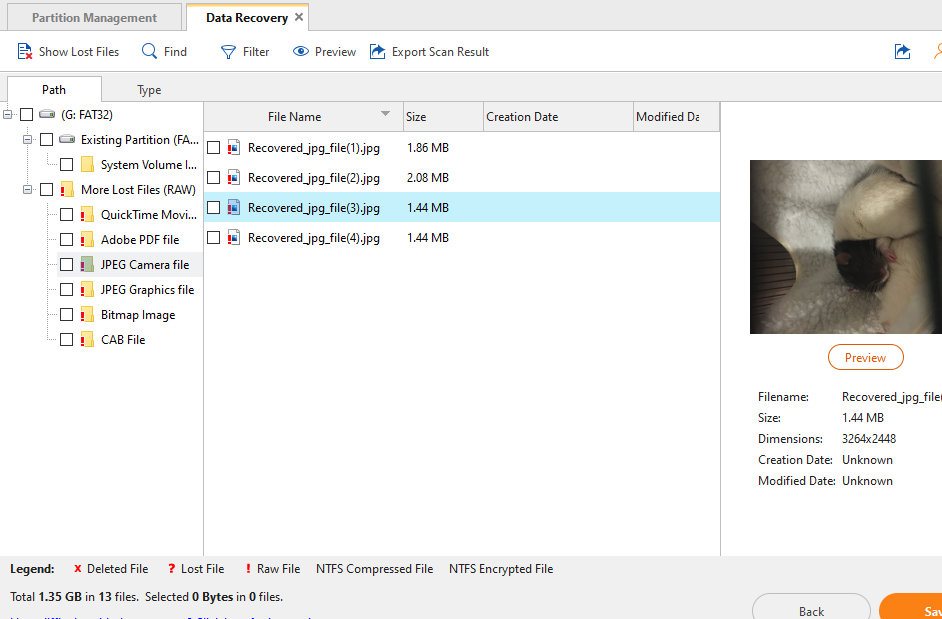 Partition Management Data Recovery
Show Lost Files Find Filter Preview Export Scan Result
Path Type
File Name Size Creation Date Modified Da
(G: FAT32)
Existing Partition (FA...
System Volume I...
More Lost Files (RAW)
QuickTime Movi...
Adobe PDF file
JPEG Camera file
JPEG Graphics file
Bitmap Image
CAB File
Recovered_jpg_file(1).jpg 1.86 MB
Recovered_jpg_file(2).jpg 2.08 MB
Recovered_jpg_file(3).jpg 1.44 MB
Recovered_jpg_file(4).jpg 1.44 MB
Preview
Filename: Recovered_jpg_file(
Size: 1.44 MB
Dimensions: 3264x2448
Creation Date: Unknown
Modified Date: Unknown
Legend: x Deleted File ? Lost File ! Raw File NTFS Compressed File NTFS Encrypted File
Total 1.35 GB in 13 files. Selected 0 Bytes in 0 files.
Back Sav